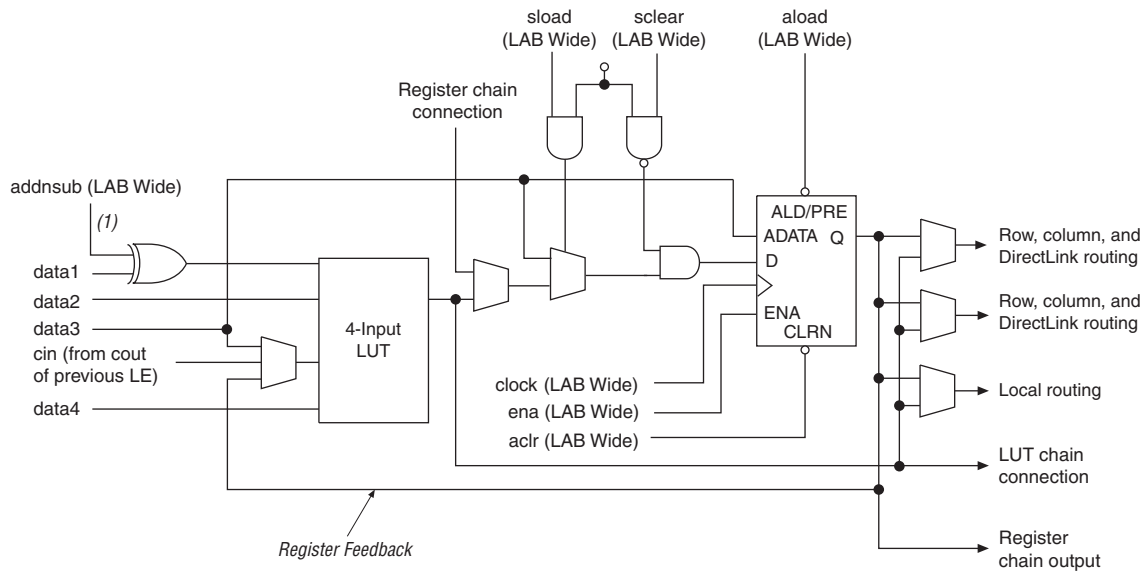 sload
(LAB Wide)
sclear
(LAB Wide)
aload
(LAB Wide)
Register chain
connection
addnsub (LAB Wide)
(1)
data1
data2
data3
cin (from cout
of previous LE)
data4
4-Input
LUT
ALD/PRE
ADATA Q
D
ENA
CLRN
clock (LAB Wide)
ena (LAB Wide)
aclr (LAB Wide)
Row, column, and
DirectLink routing
Row, column, and
DirectLink routing
Local routing
LUT chain
connection
Register
chain output
Register Feedback